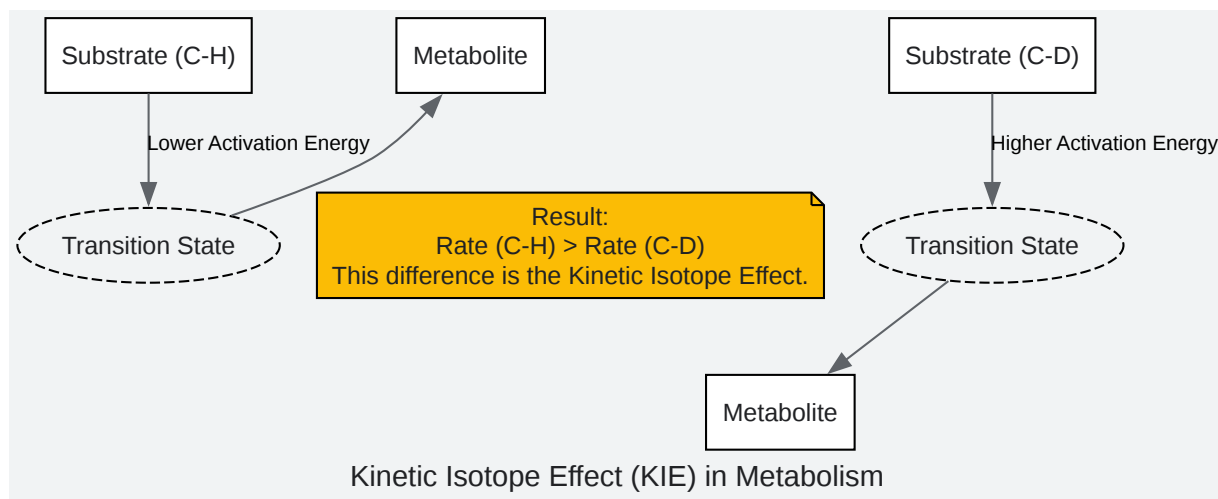 Substrate (C-H)
Metabolite
Substrate (C-D)
Lower Activation Energy
Higher Activation Energy
Transition State
Result:
Rate (C-H) > Rate (C-D)
This difference is the Kinetic Isotope Effect.
Transition State
Metabolite
Kinetic Isotope Effect (KIE) in Metabolism